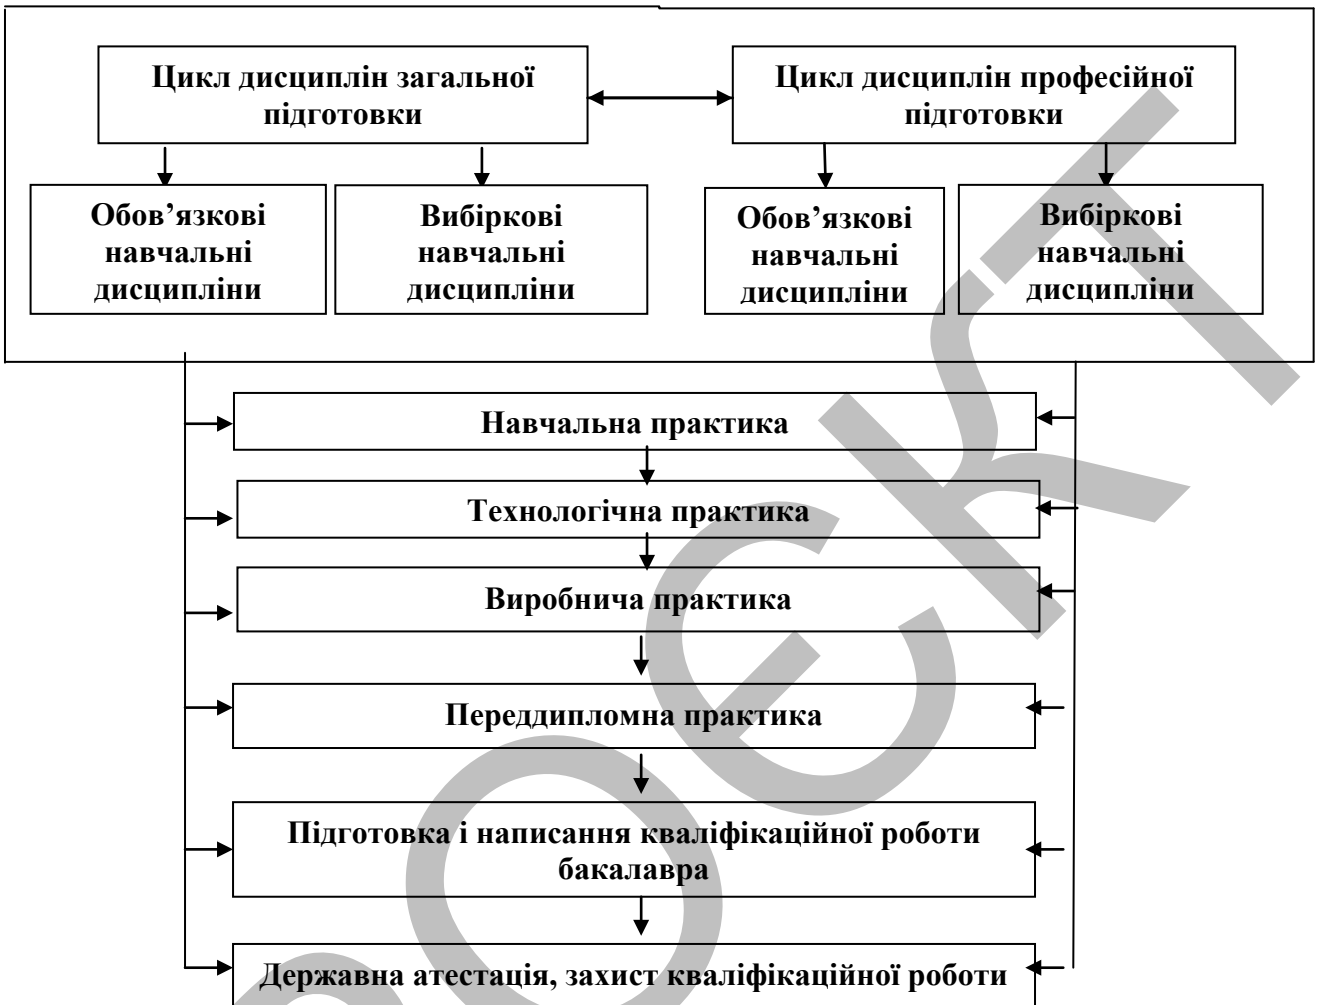 Цикл дисциплін загальної
підготовки
Цикл дисциплін професійної
підготовки
Обов’язкові
навчальні
дисципліни
Вибіркові
навчальні
дисципліни
Обов’язкові
навчальні
дисципліни
Вибіркові
навчальні
дисципліни
Навчальна практика
Технологічна практика
Виробнича практика
Переддипломна практика
Підготовка і написання кваліфікаційної роботи
бакалавра
Державна атестація, захист кваліфікаційної роботи